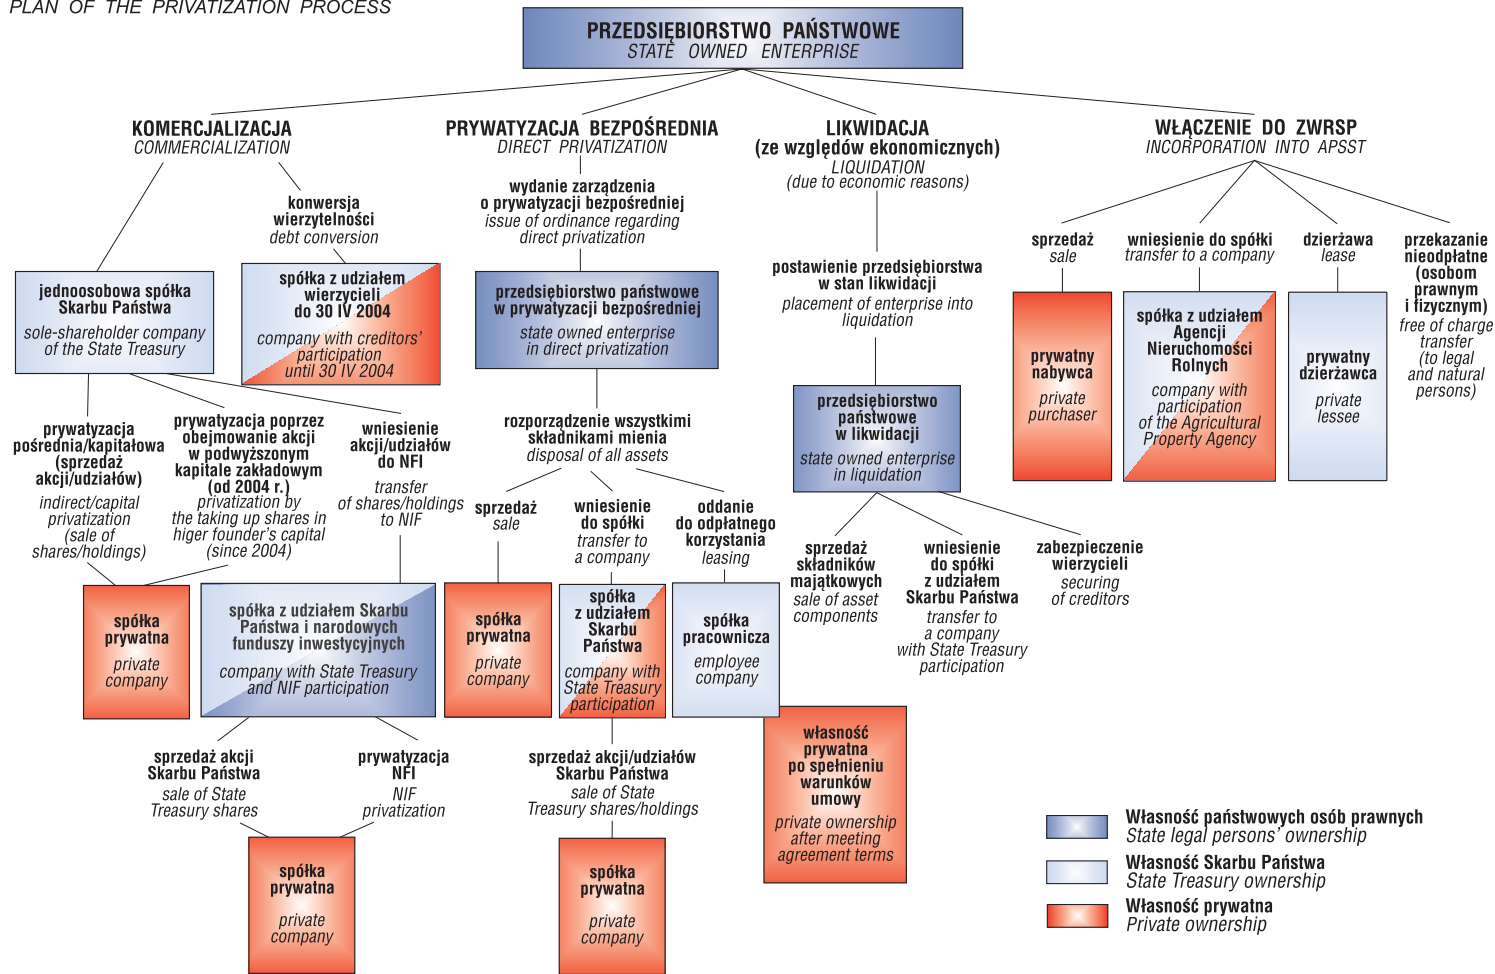 PLAN OF THE PRIVATIZATION PROCESS
PRZEDSIĘBIORSTWO PAŃSTWOWE
STATE OWNED ENTERPRISE
KOMERCJALIZACJA
COMMERCIALIZATION
PRYWATYZACJA BEZPOŚREDNIA
DIRECT PRIVATIZATION
LIKWIDACJA
(ze względów ekonomicznych)
LIQUIDATION
(due to economic reasons)
WŁĄCZENIE DO ZWRSP
INCORPORATION INTO APSST
konwersja
wierzytelności
debt conversion
jednoosobowa spółka
Skarbu Państwa
sole-shareholder company
of the State Treasury
spółka z udziałem
wierzycieli
do 30 IV 2004
company with creditors'
participation
until 30 IV 2004
prywatyzacja
pośrednia/kapitałowa
(sprzedaż
akcji/udziałów)
indirect/capital
privatization
(sale of
shares/holdings)
prywatyzacja poprzez
obejmowanie akcji
w podwyższonym
kapitale zakładowym
(od 2004 r.)
privatization by
the taking up shares in
higer founder's capital
(since 2004)
wniesienie
akcji/udziałów
do NFI
transfer
of shares/holdings
to NIF
spółka
prywatna
private
company
spółka z udziałem Skarbu
Państwa i narodowych
funduszy inwestycyjnych
company with State Treasury
and NIF participation
sprzedaż akcji
Skarbu Państwa
sale of State
Treasury shares
prywatyzacja
NFI
NIF
privatization
spółka
prywatna
private
company
wydanie zarządzenia
o prywatyzacji bezpośredniej
issue of ordinance regarding
direct privatization
przedsiębiorstwo państwowe
w prywatyzacji bezpośredniej
state owned enterprise
in direct privatization
rozporządzenie wszystkimi
składnikami mienia
disposal of all assets
sprzedaż
sale
wniesienie
do spółki
transfer to
a company
oddanie
do odpłatnego
korzystania
leasing
spółka
prywatna
private
company
spółka
z udziałem
Skarbu
Państwa
company with
State Treasury
participation
spółka
pracownicza
employee
company
sprzedaż akcji/udziałów
Skarbu Państwa
sale of State
Treasury shares/holdings
spółka
prywatna
private
company
własność
prywatna
po spełnieniu
warunków
umowy
private ownership
after meeting
agreement terms
postawienie przedsiębiorstwa
w stan likwidacji
placement of enterprise into
liquidation
przedsiębiorstwo
państwowe
w likwidacji
state owned enterprise
in liquidation
sprzedaż
składników
majątkowych
sale of asset
components
wniesienie
do spółki
z udziałem
Skarbu Państwa
transfer to
a company
with State Treasury
participation
zabezpieczenie
wierzycieli
securing
of creditors
sprzedaż
sale
wniesienie do spółki
transfer to a company
dzierżawa
lease
przekazanie
nieodpłatne
(osobom
prawnym
i fizycznym)
free of charge
transfer
(to legal
and natural
persons)
prywatny
nabywca
private
purchaser
spółka z udziałem
Agencji
Nieruchomości
Rolnych
company with
participation
of the Agricultural
Property Agency
prywatny
dzierżawca
private
lessee
Własność państwowych osób prawnych
State legal persons' ownership
Własność Skarbu Państwa
State Treasury ownership
Własność prywatna
Private ownership